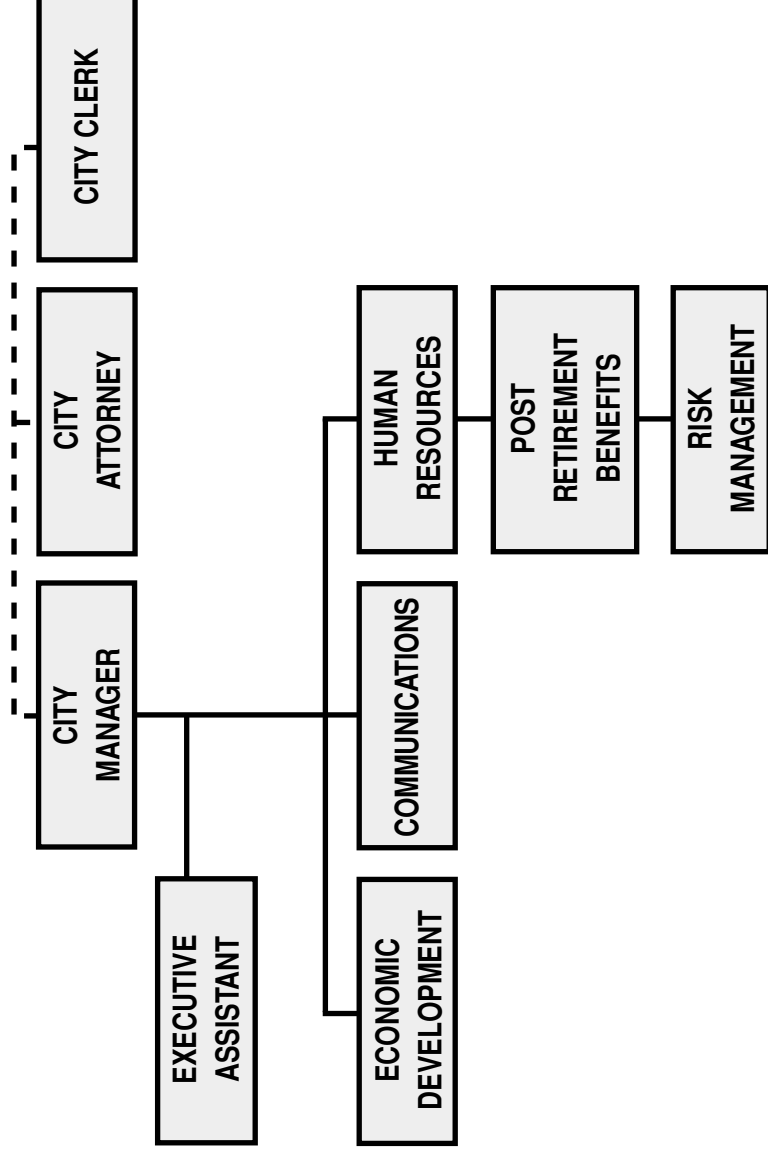 CITY
MANAGER
CITY
ATTORNEY
CITY CLERK
EXECUTIVE
ASSISTANT
ECONOMIC
DEVELOPMENT
COMMUNICATIONS
HUMAN
RESOURCES
POST
RETIREMENT
BENEFITS
RISK
MANAGEMENT